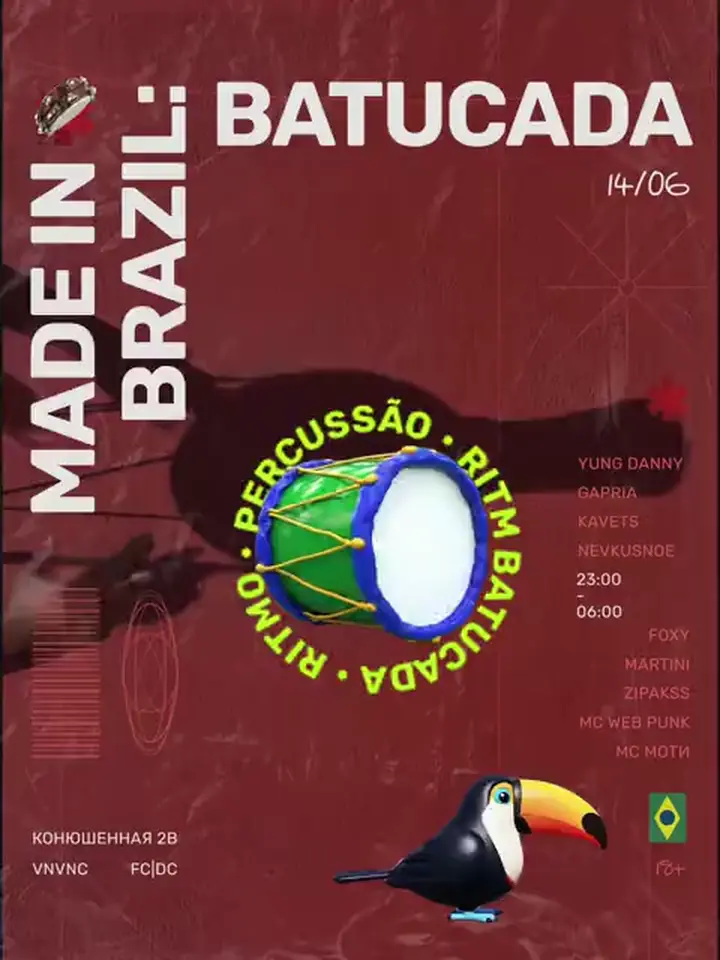 MADE IN
BRAZIL:
BATUCADA
14/06
PERCUSSÃO · RITM BATUCADA · RITMO ·
YUNG DANNY
GAPRIA
KAVETS
NEVKUSNOE
23:00
-
06:00
FOXY
MARTINI
ZIPAKSS
MC WEB PUNK
MC МОТИ
КОНЮШЕННАЯ 2В
VNVNC FC|DC
18+